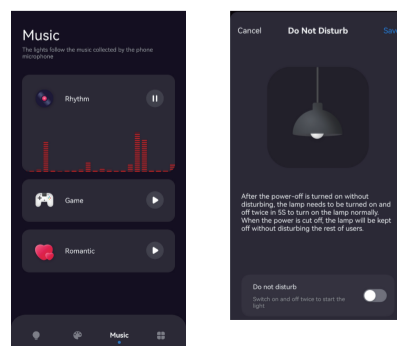 Music
The lights follow the music collected by the phone
microphone
Rhythm
Game
Romantic
Music
Cancel
Do Not Disturb
Sav
After the power-off is turned on without
disturbing, the lamp needs to be turned on and
off twice in 5S to turn on the lamp normally.
When the power is cut off, the lamp will be kept
off without disturbing the rest of users.
Do not
disturb
Switch on and off twice to start the
light